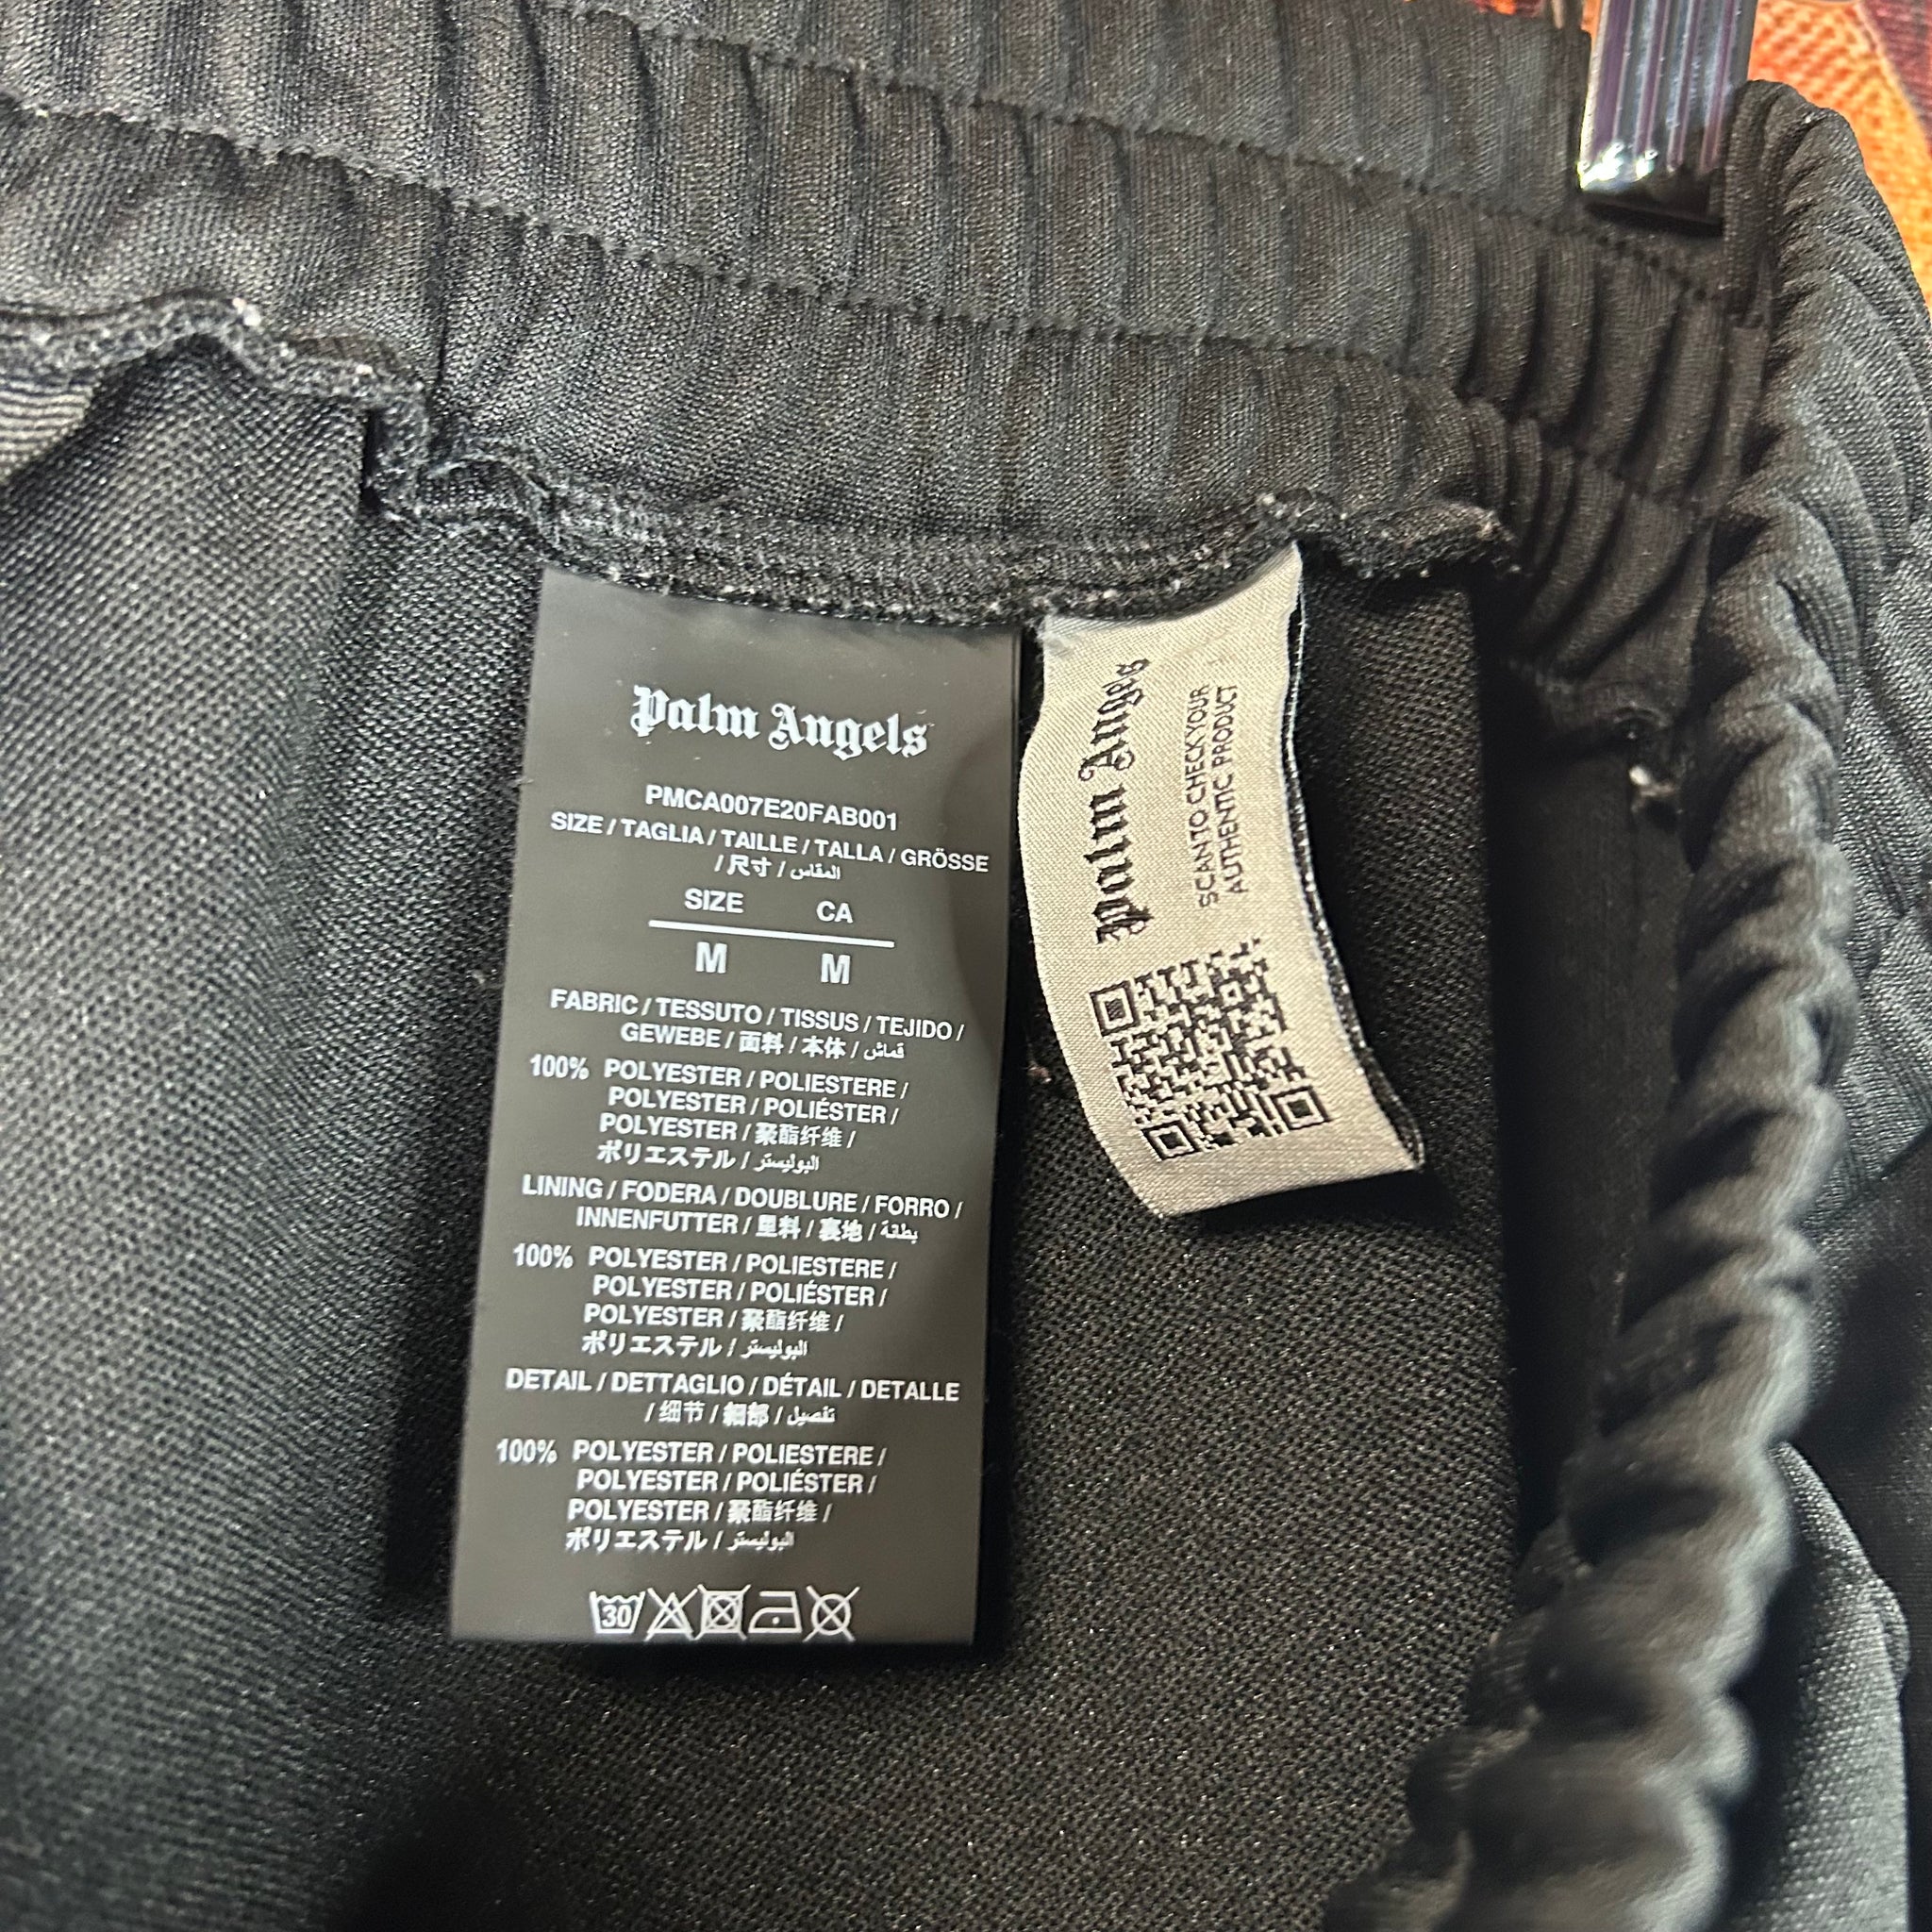 Palm Angels
PMCA007E20FAB001
SIZE / TAGLIA / TAILLE / TALLA / GRÖSSE
/ 尺寸 / المقاس
SIZE CA
M M
FABRIC / TESSUTO / TISSUS / TEJIDO /
GEWEBE / 面料 / 本体 / قماش
100% POLYESTER / POLIESTERE /
POLYESTER / POLIÉSTER /
POLYESTER / 聚酯纤维 /
ポリエステル / البوليستر
LINING / FODERA / DOUBLURE / FORRO /
INNENFUTTER / 里料 / 裏地 / بطانة
100% POLYESTER / POLIESTERE /
POLYESTER / POLIÉSTER /
POLYESTER / 聚酯纤维 /
ポリエステル / البوليستر
DETAIL / DETTAGLIO / DÉTAIL / DETALLE
/ 细节 / 細部 / تفصيل
100% POLYESTER / POLIESTERE /
POLYESTER / POLIÉSTER /
POLYESTER / 聚酯纤维 /
ポリエステル / البوليستر
30
Palm Angels
SCAN TO CHECK YOUR
AUTHENTIC PRODUCT